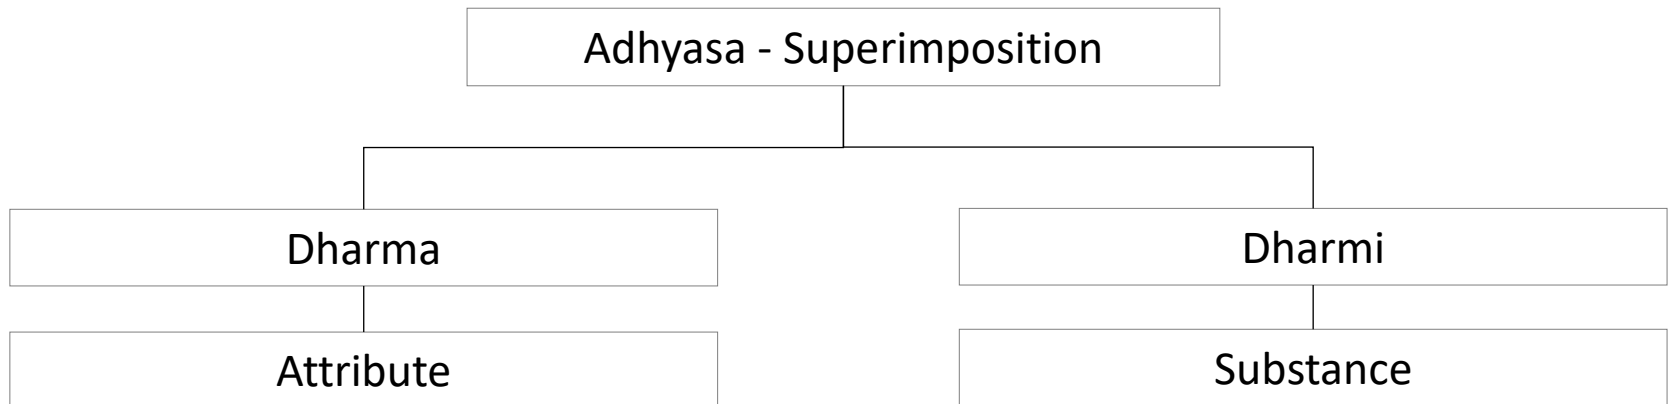 Adhyasa - Superimposition
Dharma
Dharmi
Attribute
Substance